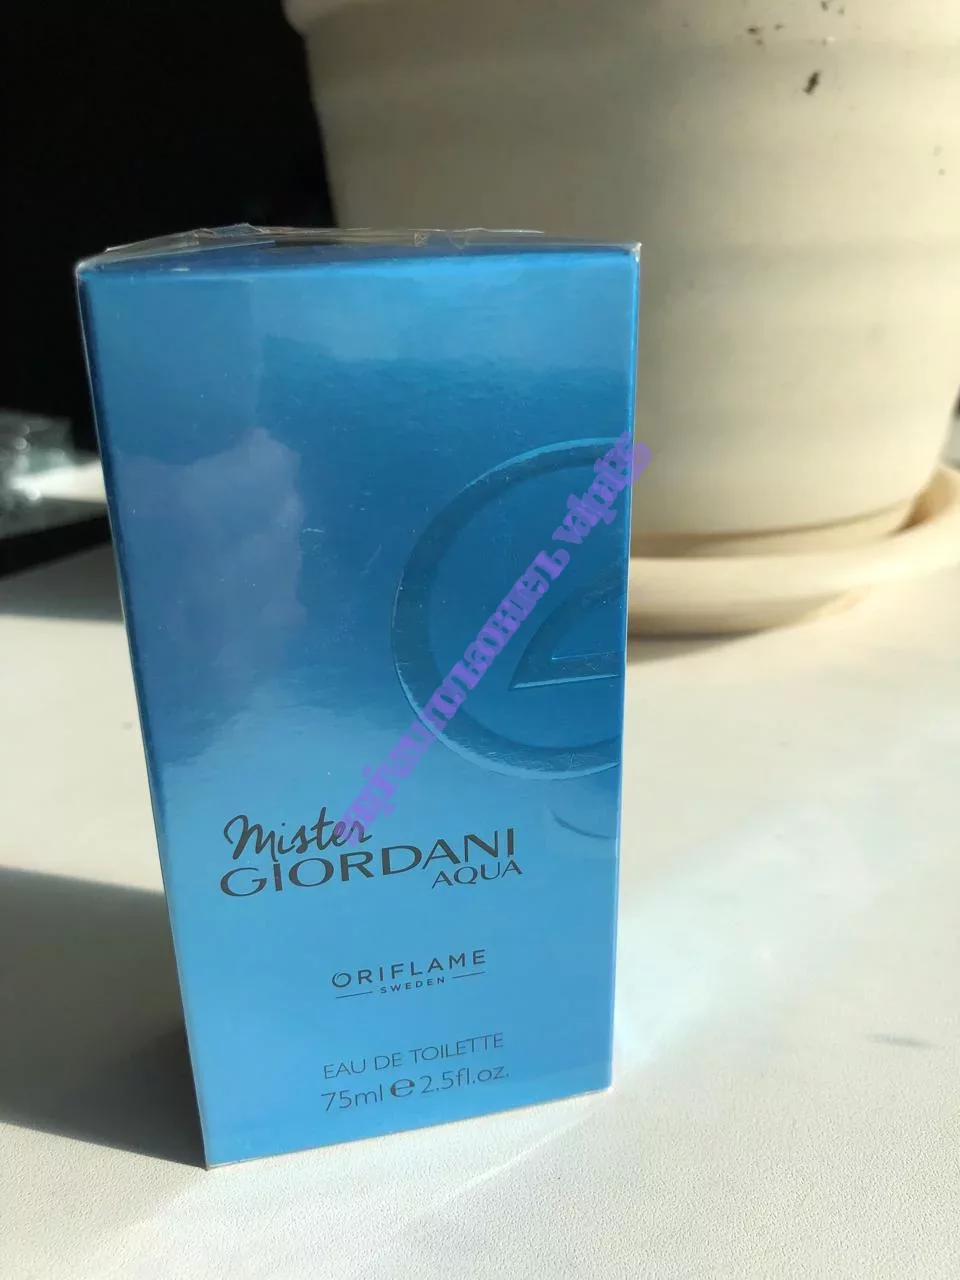 Mister
GIORDANI
AQUA
ORIFLAME
SWEDEN
EAU DE TOILETTE
75ml e 2.5fl.oz.